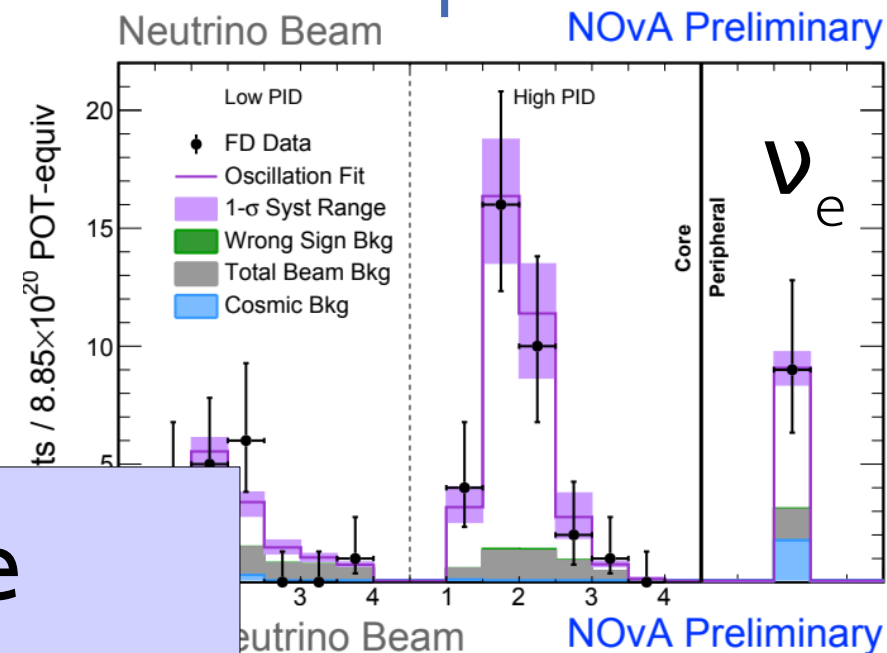 Neutrino Beam NOvA Preliminary
20
15
10
5
ts / 8.85×10²⁰ POT-equiv
Low PID High PID
FD Data
Oscillation Fit
1-σ Syst Range
Wrong Sign Bkg
Total Beam Bkg
Cosmic Bkg
Core
Peripheral
νe
3 4 1 2 3 4
e
eutrino Beam NOvA Preliminary